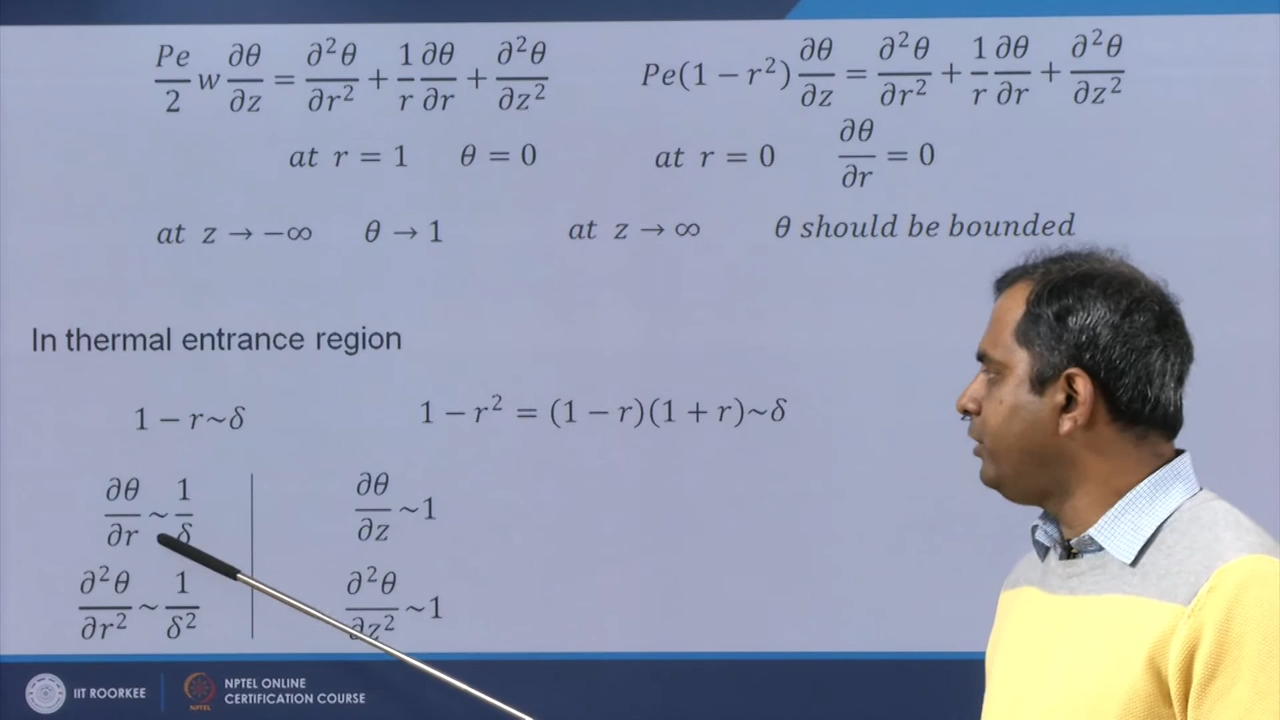 Pe/2 w ∂θ/∂z = ∂²θ/∂r² + 1/r ∂θ/∂r + ∂²θ/∂z² Pe(1 − r²) ∂θ/∂z = ∂²θ/∂r² + 1/r ∂θ/∂r + ∂²θ/∂z²
at r = 1 θ = 0 at r = 0 ∂θ/∂r = 0
at z → −∞ θ → 1 at z → ∞ θ should be bounded
In thermal entrance region
1 − r~δ 1 − r² = (1 − r)(1 + r)~δ
∂θ/∂r ~ 1/δ ∂θ/∂z ~1
∂²θ/∂r² ~ 1/δ² ∂²θ/∂z² ~1
IIT ROORKEE
NPTEL
NPTEL ONLINE
CERTIFICATION COURSE